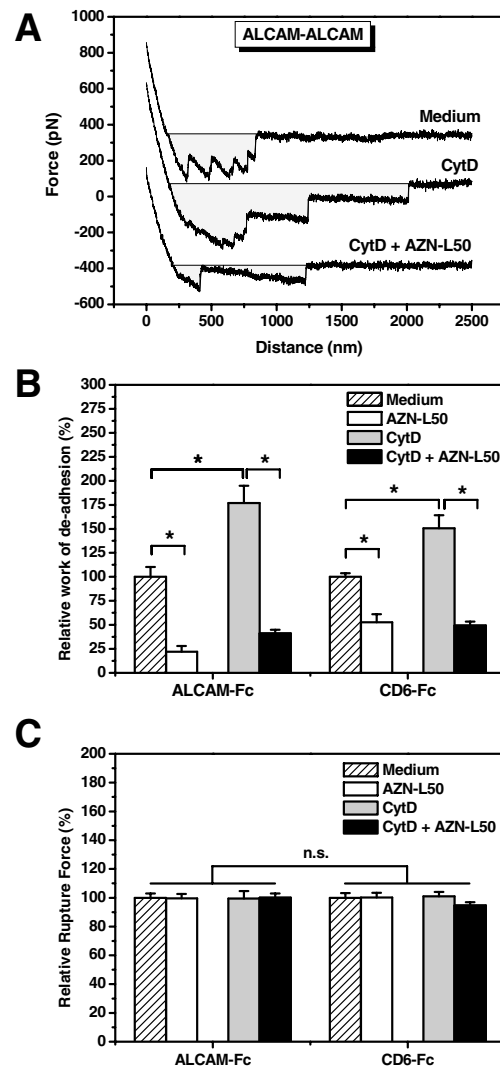 A
ALCAM-ALCAM
1000
800
600
400
200
0
-200
-400
-600
Force (pN)
Medium
CytD
CytD + AZN-L50
0 500 1000 1500 2000 2500
Distance (nm)
B
300
275
250
225
200
175
150
125
100
75
50
25
0
Relative work of de-adhesion (%)
Medium
AZN-L50
CytD
CytD + AZN-L50
* * * *
* *
ALCAM-Fc CD6-Fc
C
200
180
160
140
120
100
80
60
40
20
0
Relative Rupture Force (%)
Medium
AZN-L50
CytD
CytD + AZN-L50
n.s.
ALCAM-Fc CD6-Fc